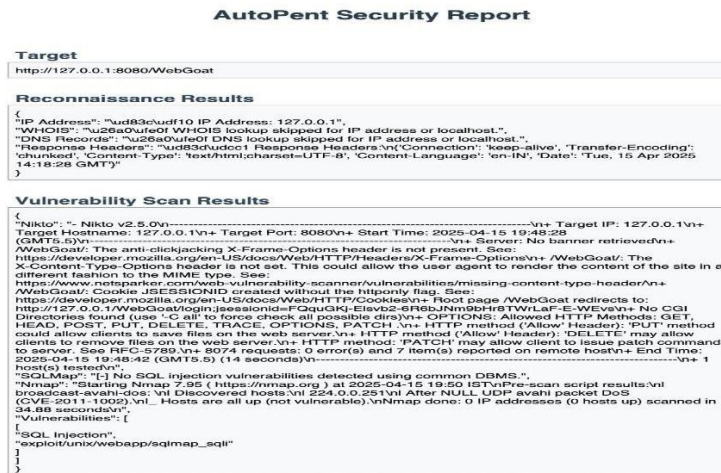 AutoPent Security Report
Target
http://127.0.0.1:8080/WebGoat
Reconnaissance Results
{
"IP Address": "\ud83c\udf10 IP Address: 127.0.0.1",
"WHOIS": "\u26a0\ufe0f WHOIS lookup skipped for IP address or localhost.",
"DNS Records": "\u26a0\ufe0f DNS lookup skipped for IP address or localhost.",
"Response Headers": "\ud83d\udcc1 Response Headers:\n{'Connection': 'keep-alive', 'Transfer-Encoding':
'chunked', 'Content-Type': 'text/html;charset=UTF-8', 'Content-Language': 'en-IN', 'Date': 'Tue, 15 Apr 2025
14:18:28 GMT'}"
}
Vulnerability Scan Results
{
"Nikto": "- Nikto v2.5.0\n---------------------------------------------------------------------------\n+ Target IP: 127.0.0.1\n+
Target Hostname: 127.0.0.1\n+ Target Port: 8080\n+ Start Time: 2025-04-15 19:48:28
(GMT5.5)\n---------------------------------------------------------------------------\n+ Server: No banner retrieved\n+
/WebGoat/: The anti-clickjacking X-Frame-Options header is not present. See:
https://developer.mozilla.org/en-US/docs/Web/HTTP/Headers/X-Frame-Options\n+ /WebGoat/: The
X-Content-Type-Options header is not set. This could allow the user agent to render the content of the site in a
different fashion to the MIME type. See:
https://www.netsparker.com/web-vulnerability-scanner/vulnerabilities/missing-content-type-header/\n+
/WebGoat/: Cookie JSESSIONID created without the httponly flag. See:
https://developer.mozilla.org/en-US/docs/Web/HTTP/Cookies\n+ Root page /WebGoat redirects to:
http://127.0.0.1/WebGoat/login;jsessionid=FQquGKj-EIsvb2-6R6bJNm9bHr8TWrLaF-E-WEvs\n+ No CGI
Directories found (use '-C all' to force check all possible dirs)\n+ OPTIONS: Allowed HTTP Methods: GET,
HEAD, POST, PUT, DELETE, TRACE, OPTIONS, PATCH .\n+ HTTP method ('Allow' Header): 'PUT' method
could allow clients to save files on the web server.\n+ HTTP method ('Allow' Header): 'DELETE' may allow
clients to remove files on the web server.\n+ HTTP method: 'PATCH' may allow client to issue patch commands
to server. See RFC-5789.\n+ 8074 requests: 0 error(s) and 7 item(s) reported on remote host\n+ End Time:
2025-04-15 19:48:42 (GMT5.5) (14 seconds)\n---------------------------------------------------------------------------\n+ 1
host(s) tested\n",
"SQLMap": "[-] No SQL injection vulnerabilities detected using common DBMS.",
"Nmap": "Starting Nmap 7.95 ( https://nmap.org ) at 2025-04-15 19:50 IST\nPre-scan script results:\n|
broadcast-avahi-dos: \n| Discovered hosts:\n| 224.0.0.251\n| After NULL UDP avahi packet DoS
(CVE-2011-1002).\n|_ Hosts are all up (not vulnerable).\nNmap done: 0 IP addresses (0 hosts up) scanned in
34.88 seconds\n",
"Vulnerabilities": [
[
"SQL Injection",
"exploit/unix/webapp/sqlmap_sqli"
]
]
}